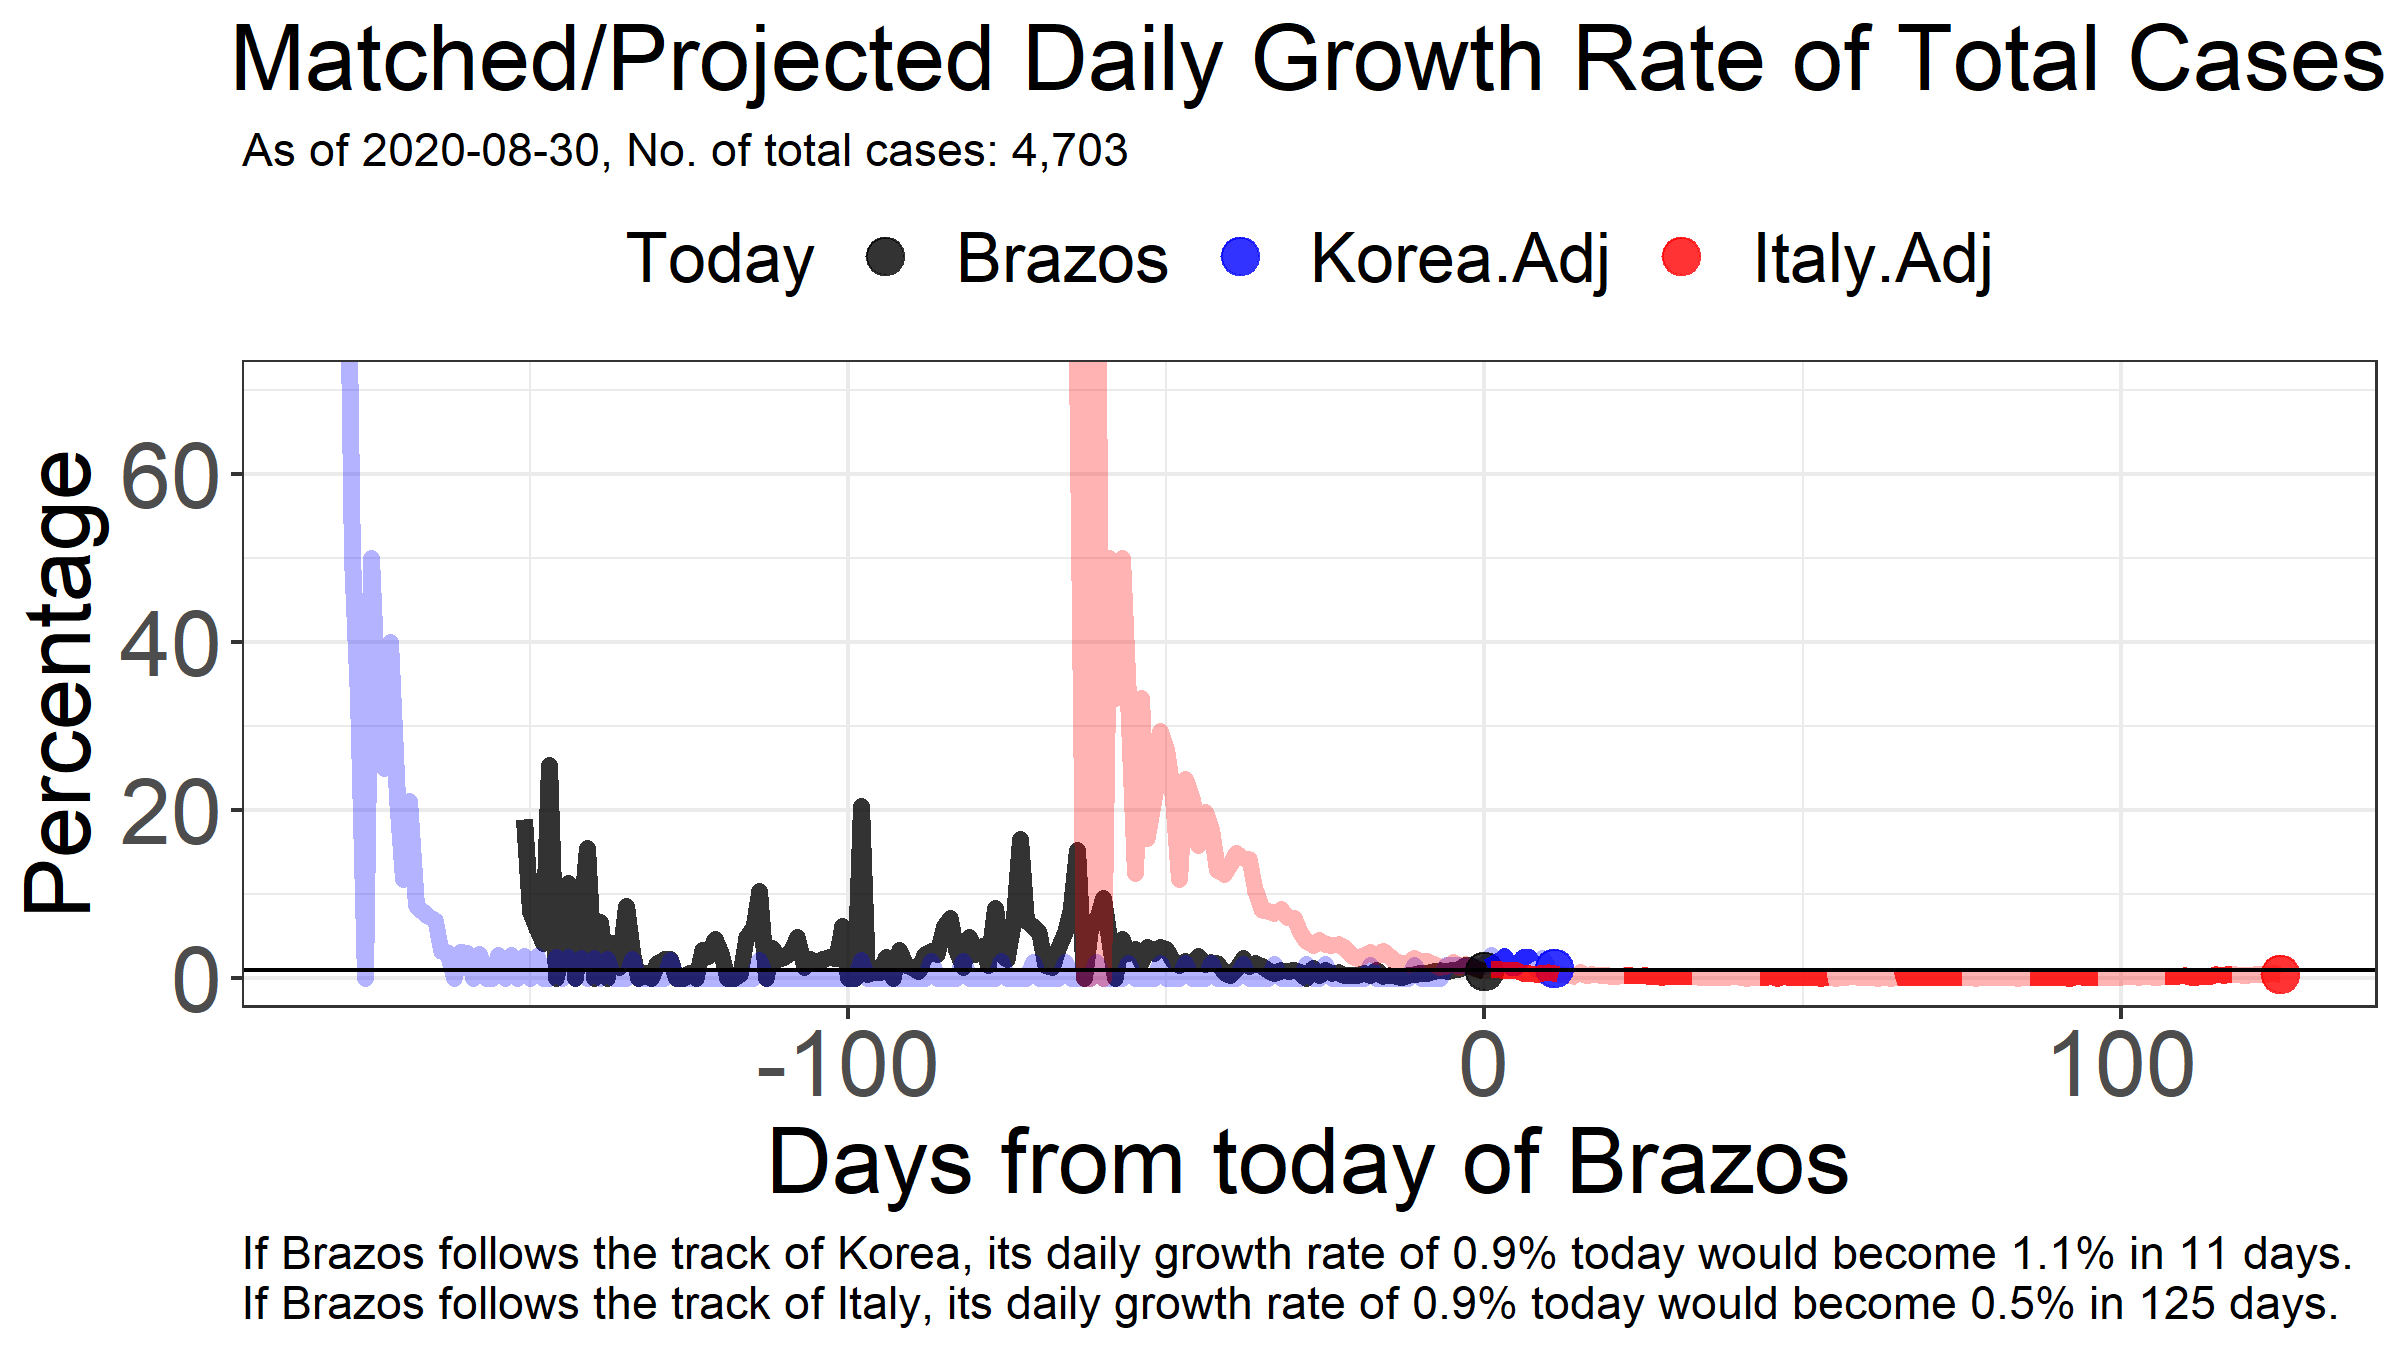 Matched/Projected Daily Growth Rate of Total Cases
As of 2020-08-30, No. of total cases: 4,703
Today Brazos Korea.Adj Italy.Adj
Percentage
60
40
20
0
-100 0 100
Days from today of Brazos
If Brazos follows the track of Korea, its daily growth rate of 0.9% today would become 1.1% in 11 days.
If Brazos follows the track of Italy, its daily growth rate of 0.9% today would become 0.5% in 125 days.